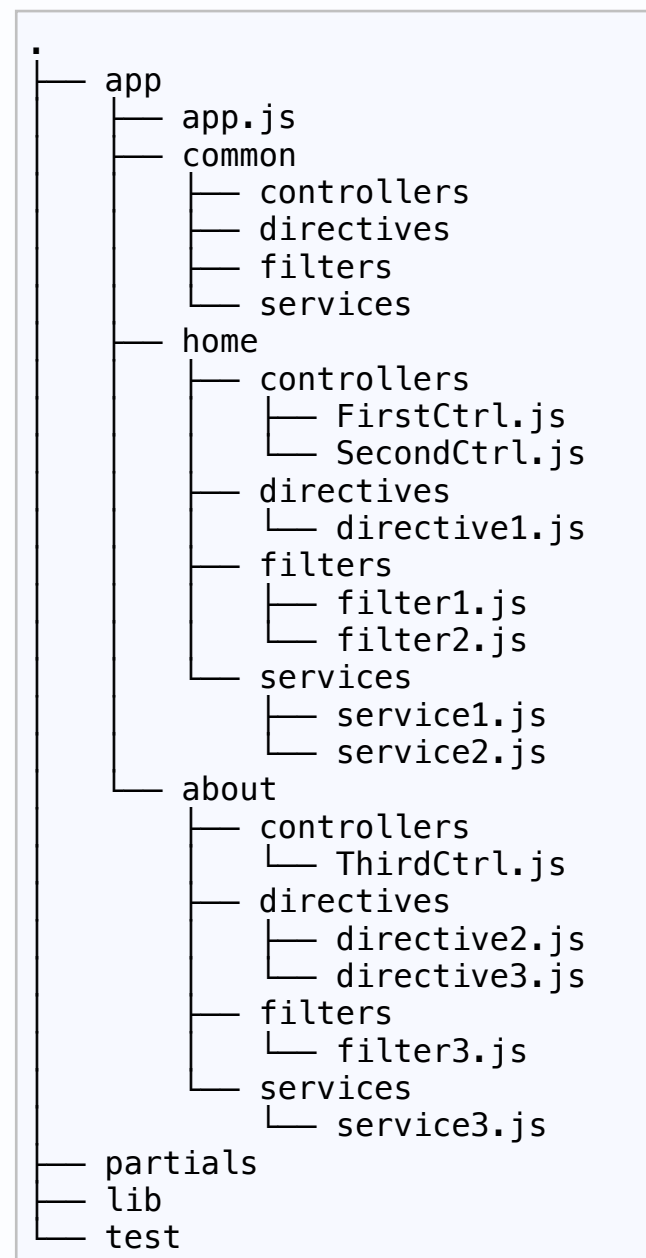 .
├── app
│   ├── app.js
│   ├── common
│   │   ├── controllers
│   │   ├── directives
│   │   ├── filters
│   │   └── services
│   ├── home
│   │   ├── controllers
│   │   │   ├── FirstCtrl.js
│   │   │   └── SecondCtrl.js
│   │   ├── directives
│   │   │   └── directive1.js
│   │   ├── filters
│   │   │   ├── filter1.js
│   │   │   └── filter2.js
│   │   └── services
│   │       ├── service1.js
│   │       └── service2.js
│   └── about
│       ├── controllers
│       │   └── ThirdCtrl.js
│       ├── directives
│       │   ├── directive2.js
│       │   └── directive3.js
│       ├── filters
│       │   └── filter3.js
│       └── services
│           └── service3.js
├── partials
├── lib
└── test